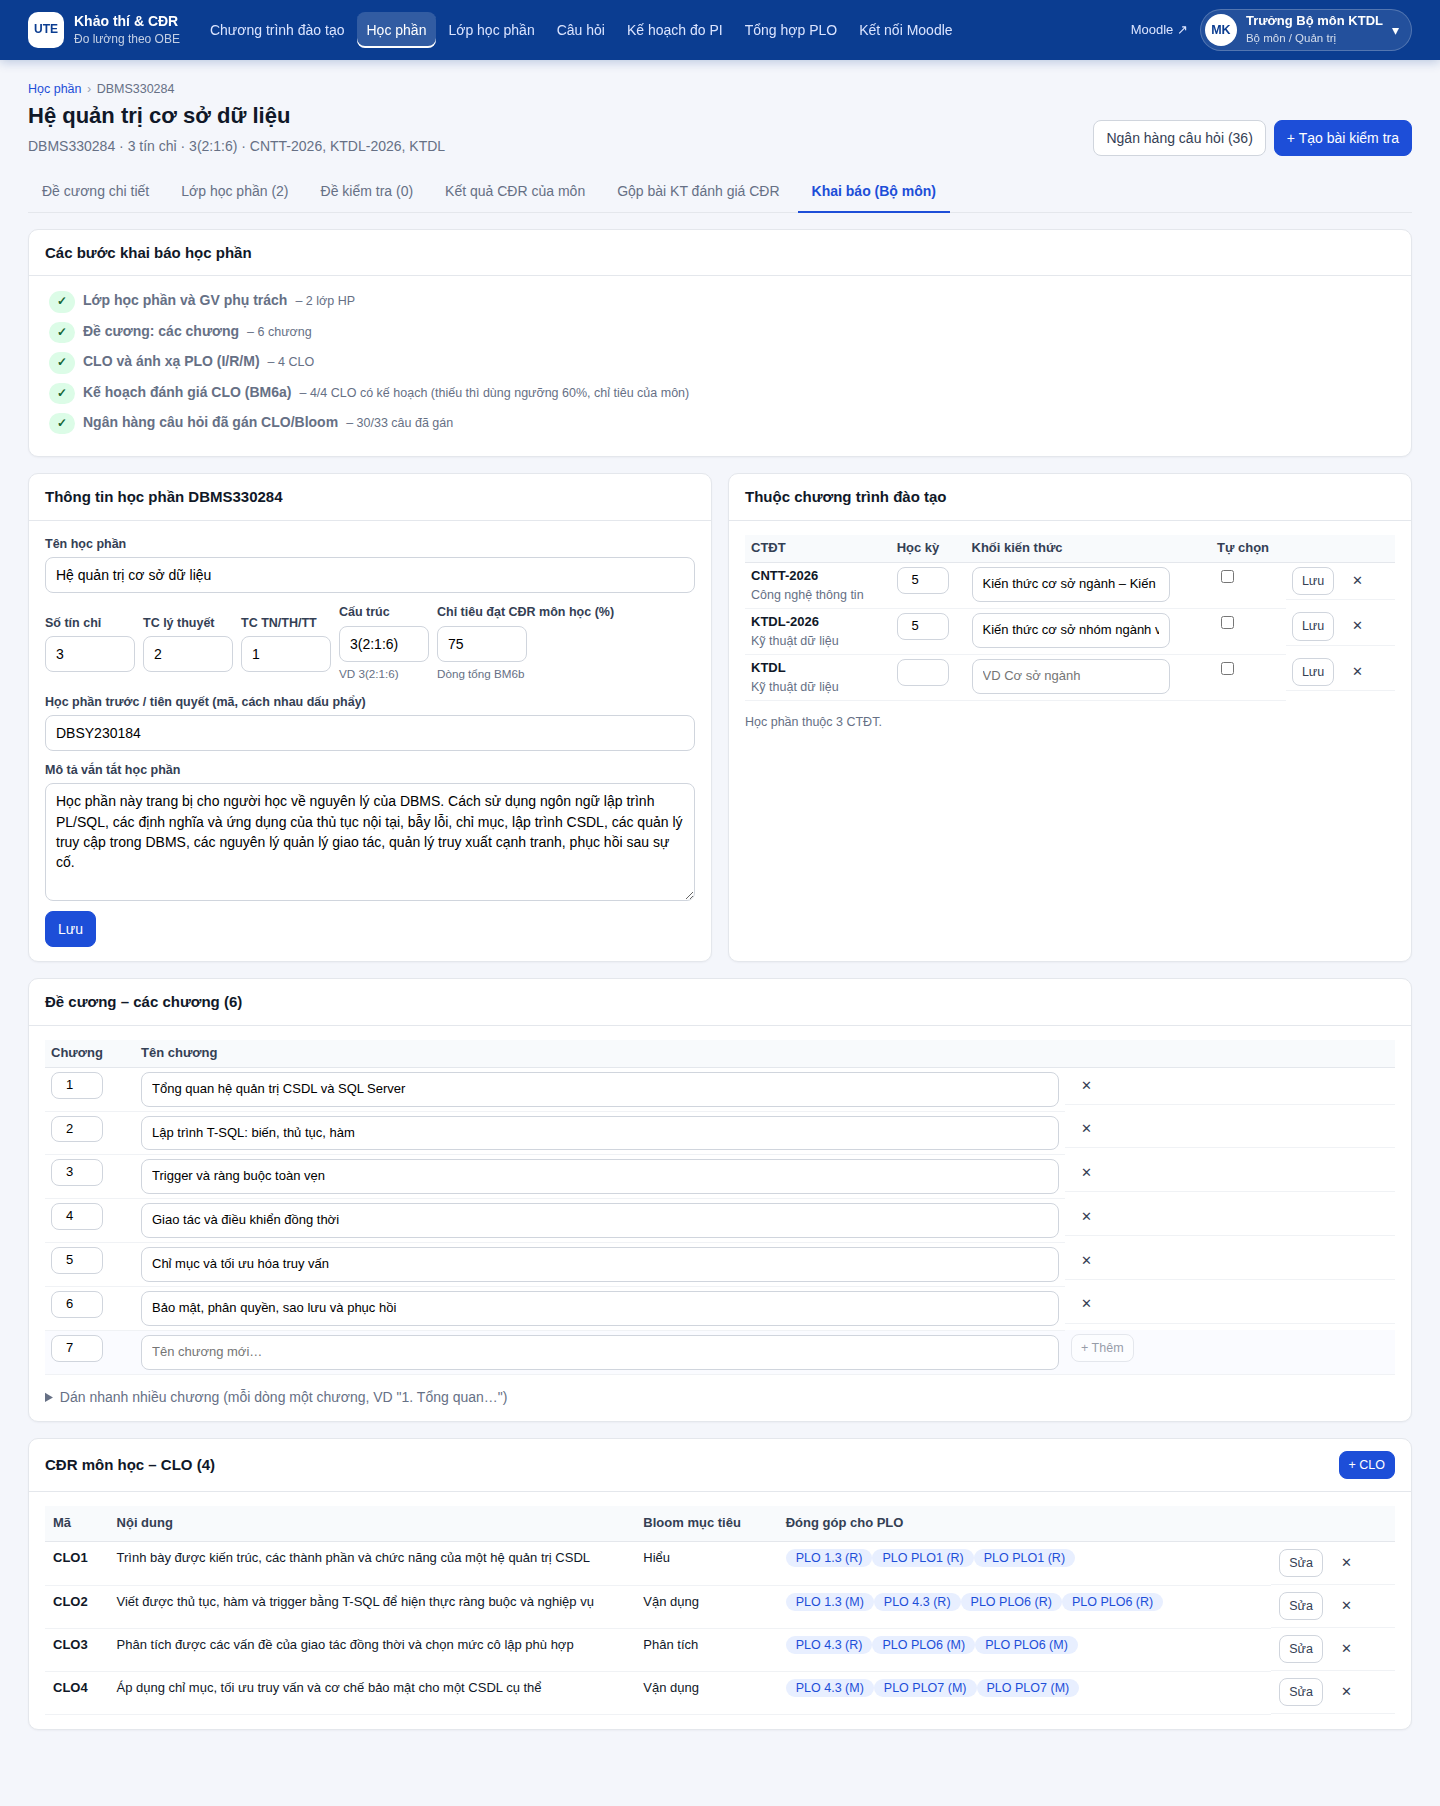 UTE
Khảo thí & CĐR
Đo lường theo OBE
Chương trình đào tạo
Học phần
Lớp học phần
Câu hỏi
Kế hoạch đo PI
Tổng hợp PLO
Kết nối Moodle
Moodle ↗
MK
Trưởng Bộ môn KTDL
Bộ môn / Quản trị
▾
Học phần › DBMS330284
Hệ quản trị cơ sở dữ liệu
DBMS330284 · 3 tín chỉ · 3(2:1:6) · CNTT-2026, KTDL-2026, KTDL
Ngân hàng câu hỏi (36)
+ Tạo bài kiểm tra
Đề cương chi tiết
Lớp học phần (2)
Đề kiểm tra (0)
Kết quả CĐR của môn
Gộp bài KT đánh giá CĐR
Khai báo (Bộ môn)
Các bước khai báo học phần
✓ Lớp học phần và GV phụ trách – 2 lớp HP
✓ Đề cương: các chương – 6 chương
✓ CLO và ánh xạ PLO (I/R/M) – 4 CLO
✓ Kế hoạch đánh giá CLO (BM6a) – 4/4 CLO có kế hoạch (thiếu thì dùng ngưỡng 60%, chỉ tiêu của môn)
✓ Ngân hàng câu hỏi đã gán CLO/Bloom – 30/33 câu đã gán
Thông tin học phần DBMS330284
Tên học phần
Hệ quản trị cơ sở dữ liệu
Số tín chỉ
3
TC lý thuyết
2
TC TN/TH/TT
1
Cấu trúc
3(2:1:6)
VD 3(2:1:6)
Chỉ tiêu đạt CĐR môn học (%)
75
Dòng tổng BM6b
Học phần trước / tiên quyết (mã, cách nhau dấu phẩy)
DBSY230184
Mô tả vắn tắt học phần
Học phần này trang bị cho người học về nguyên lý của DBMS. Cách sử dụng ngôn ngữ lập trình
PL/SQL, các định nghĩa và ứng dụng của thủ tục nội tại, bẫy lỗi, chỉ mục, lập trình CSDL, các quản lý
truy cập trong DBMS, các nguyên lý quản lý giao tác, quản lý truy xuất cạnh tranh, phục hồi sau sự
cố.
Lưu
Thuộc chương trình đào tạo
CTĐT Học kỳ Khối kiến thức Tự chọn
CNTT-2026 5 Kiến thức cơ sở ngành – Kiến Lưu ✕
Công nghệ thông tin
KTDL-2026 5 Kiến thức cơ sở nhóm ngành v Lưu ✕
Kỹ thuật dữ liệu
KTDL VD Cơ sở ngành Lưu ✕
Kỹ thuật dữ liệu
Học phần thuộc 3 CTĐT.
Đề cương – các chương (6)
Chương Tên chương
1 Tổng quan hệ quản trị CSDL và SQL Server ✕
2 Lập trình T-SQL: biến, thủ tục, hàm ✕
3 Trigger và ràng buộc toàn vẹn ✕
4 Giao tác và điều khiển đồng thời ✕
5 Chỉ mục và tối ưu hóa truy vấn ✕
6 Bảo mật, phân quyền, sao lưu và phục hồi ✕
7 Tên chương mới… + Thêm
▶ Dán nhanh nhiều chương (mỗi dòng một chương, VD "1. Tổng quan…")
CĐR môn học – CLO (4)
+ CLO
Mã Nội dung Bloom mục tiêu Đóng góp cho PLO
CLO1 Trình bày được kiến trúc, các thành phần và chức năng của một hệ quản trị CSDL Hiểu PLO 1.3 (R) PLO PLO1 (R) PLO PLO1 (R) Sửa ✕
CLO2 Viết được thủ tục, hàm và trigger bằng T-SQL để hiện thực ràng buộc và nghiệp vụ Vận dụng PLO 1.3 (M) PLO 4.3 (R) PLO PLO6 (R) PLO PLO6 (R) Sửa ✕
CLO3 Phân tích được các vấn đề của giao tác đồng thời và chọn mức cô lập phù hợp Phân tích PLO 4.3 (R) PLO PLO6 (M) PLO PLO6 (M) Sửa ✕
CLO4 Áp dụng chỉ mục, tối ưu truy vấn và cơ chế bảo mật cho một CSDL cụ thể Vận dụng PLO 4.3 (M) PLO PLO7 (M) PLO PLO7 (M) Sửa ✕